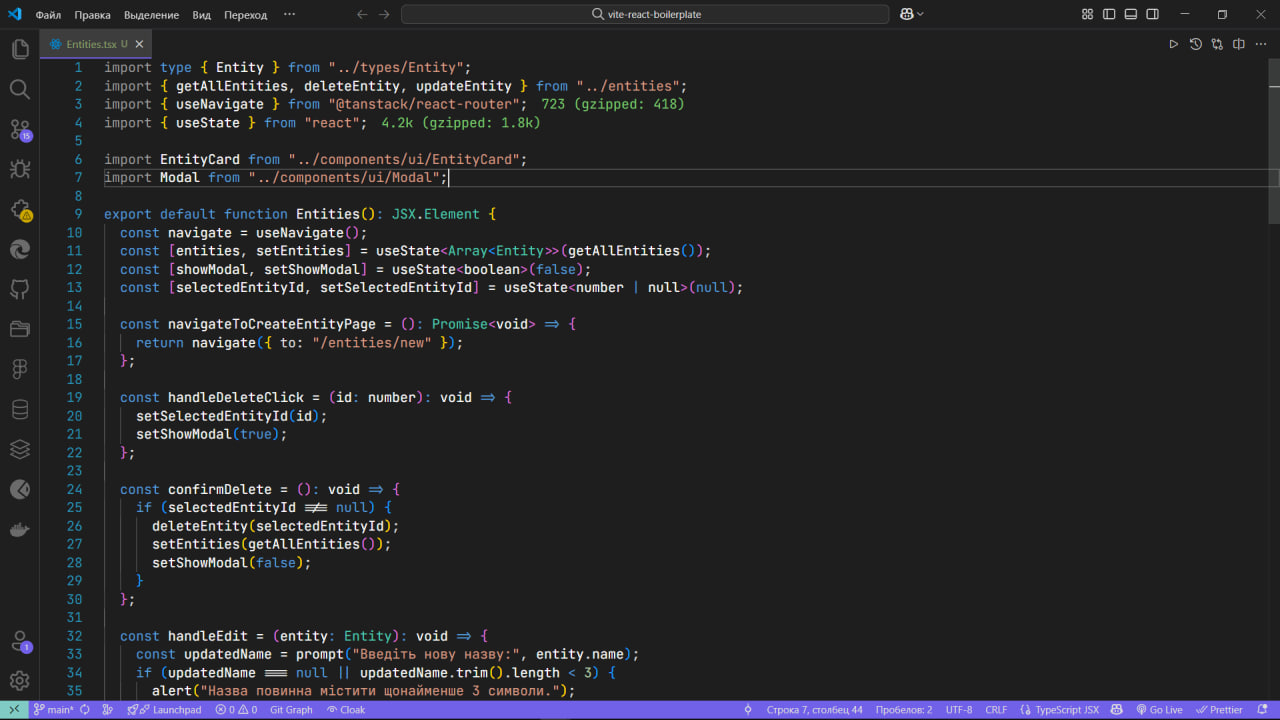 Файл Правка Выделение Вид Переход ··· vite-react-boilerplate
Entities.tsx U
1 import type { Entity } from "../types/Entity";
2 import { getAllEntities, deleteEntity, updateEntity } from "../entities";
3 import { useNavigate } from "@tanstack/react-router"; 723 (gzipped: 418)
4 import { useState } from "react"; 4.2k (gzipped: 1.8k)
5
6 import EntityCard from "../components/ui/EntityCard";
7 import Modal from "../components/ui/Modal";
8
9 export default function Entities(): JSX.Element {
10 const navigate = useNavigate();
11 const [entities, setEntities] = useState<Array<Entity>>(getAllEntities());
12 const [showModal, setShowModal] = useState<boolean>(false);
13 const [selectedEntityId, setSelectedEntityId] = useState<number | null>(null);
14
15 const navigateToCreateEntityPage = (): Promise<void> => {
16 return navigate({ to: "/entities/new" });
17 };
18
19 const handleDeleteClick = (id: number): void => {
20 setSelectedEntityId(id);
21 setShowModal(true);
22 };
23
24 const confirmDelete = (): void => {
25 if (selectedEntityId !== null) {
26 deleteEntity(selectedEntityId);
27 setEntities(getAllEntities());
28 setShowModal(false);
29 }
30 };
31
32 const handleEdit = (entity: Entity): void => {
33 const updatedName = prompt("Введіть нову назву:", entity.name);
34 if (updatedName === null || updatedName.trim().length < 3) {
35 alert("Назва повинна містити щонайменше 3 символи.");
15
1
main* Launchpad 0 0 Git Graph Cloak Строка 7, столбец 44 Пробелов: 2 UTF-8 CRLF TypeScript JSX Go Live Prettier